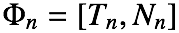 Φₙ = [Tₙ, Nₙ]